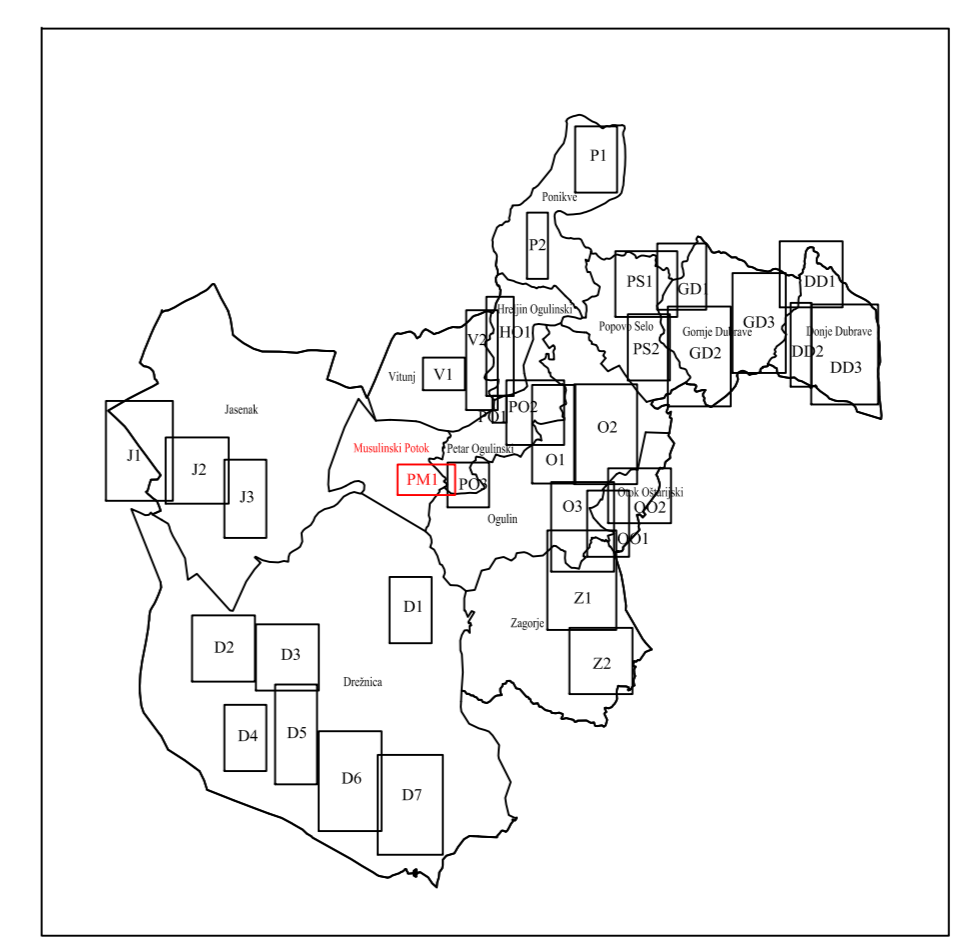 P1
Ponikve
P2
PS1
GD1
DD1
GD3
Hreljin Ogulinski
HO1
V2
Popovo Selo
Gornje Dubrave
Donje Dubrave
PS2
GD2
DD2
DD3
Vitunj
V1
Jasenak
PO1
PO2
O2
Musulinski Potok
Petar Ogulinski
J1
J2
J3
PM1
PO3
O1
Otok Oštarijski
O3
OO2
Ogulin
OO1
D1
Z1
Zagorje
D2
D3
Z2
Drežnica
D4
D5
D6
D7